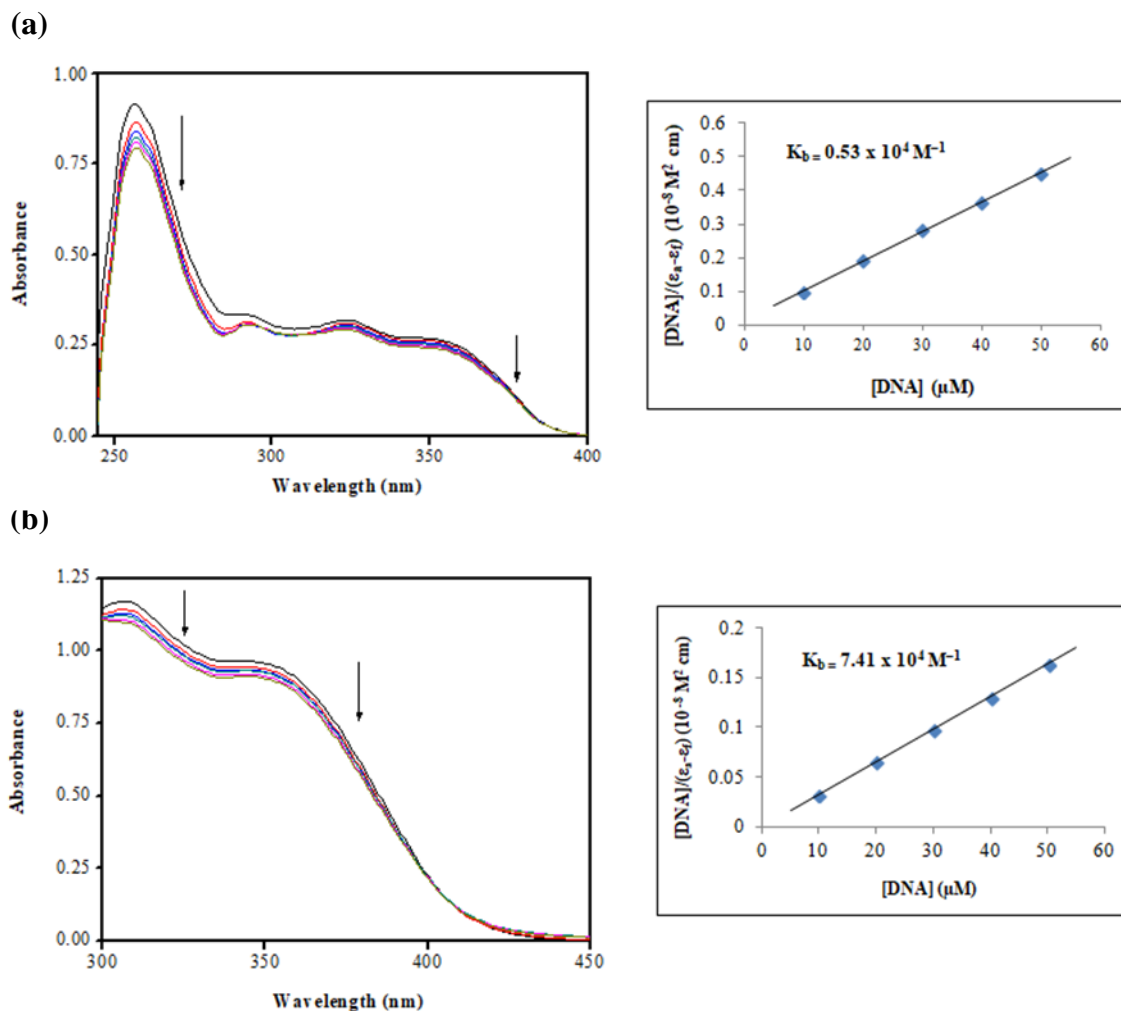 (a)
1.00
0.75
0.50
0.25
0.00
Absorbance
250 300 350 400
Wavelength (nm)
0.6
0.5
0.4
0.3
0.2
0.1
0
[DNA]/(εa-εf) (10⁻⁸ M² cm)
K_b = 0.53 x 10⁴ M⁻¹
0 10 20 30 40 50 60
[DNA] (µM)
(b)
1.25
1.00
0.75
0.50
0.25
0.00
Absorbance
300 350 400 450
Wavelength (nm)
0.2
0.15
0.1
0.05
0
[DNA]/(εa-εf) (10⁻⁸ M² cm)
K_b = 7.41 x 10⁴ M⁻¹
0 10 20 30 40 50 60
[DNA] (µM)